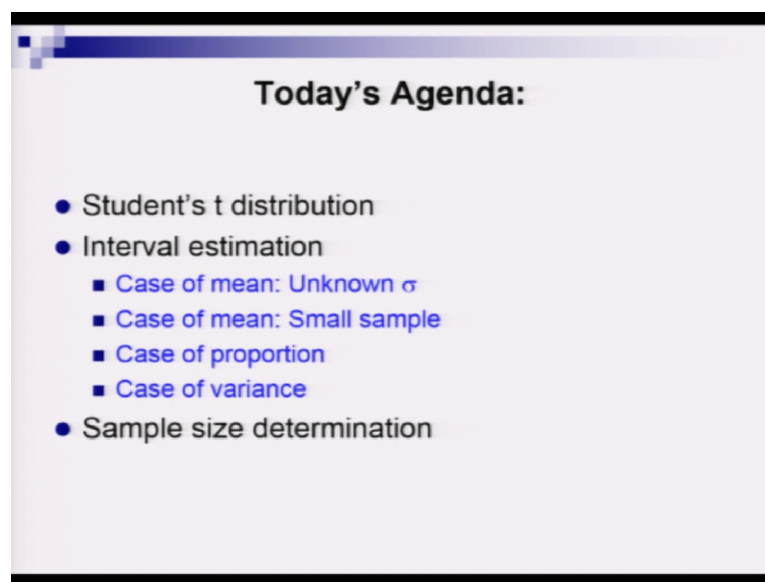 Today's Agenda:
Student's t distribution
Interval estimation
Case of mean: Unknown σ
Case of mean: Small sample
Case of proportion
Case of variance
Sample size determination